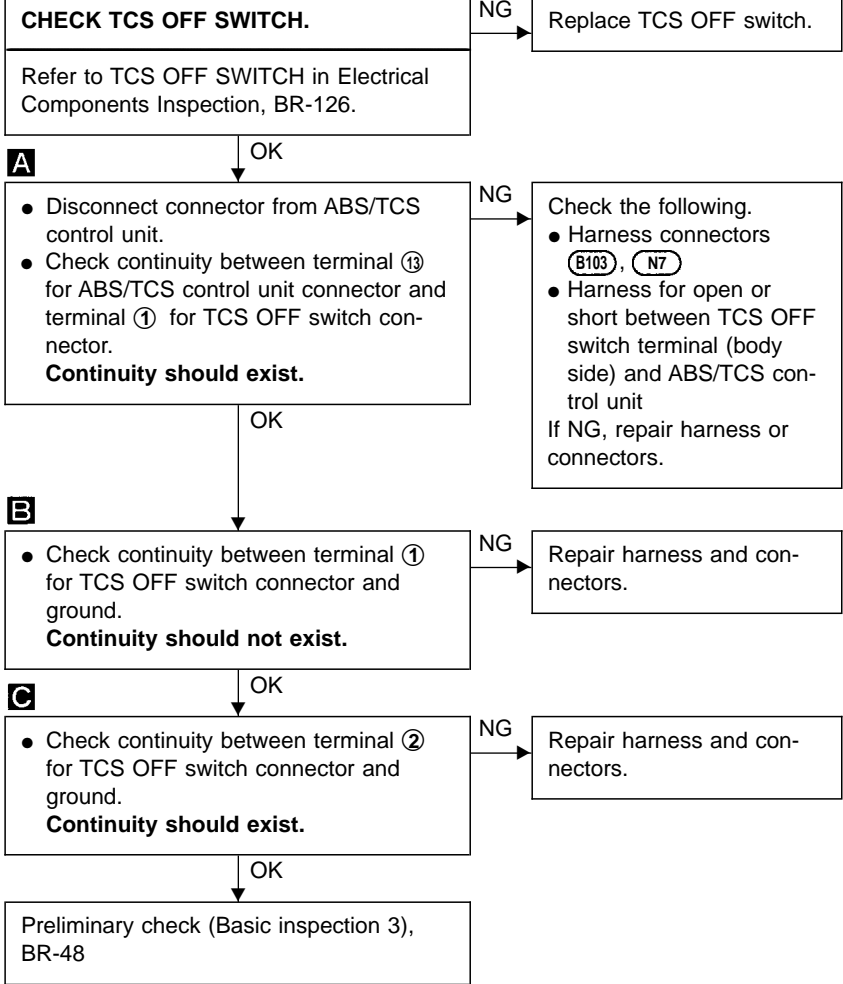 CHECK TCS OFF SWITCH.
NG
Replace TCS OFF switch.
Refer to TCS OFF SWITCH in Electrical
Components Inspection, BR-126.
OK
A
● Disconnect connector from ABS/TCS
control unit.
● Check continuity between terminal ⑬
for ABS/TCS control unit connector and
terminal ① for TCS OFF switch con-
nector.
Continuity should exist.
NG
Check the following.
● Harness connectors
B103, N7
● Harness for open or
short between TCS OFF
switch terminal (body
side) and ABS/TCS con-
trol unit
If NG, repair harness or
connectors.
OK
B
● Check continuity between terminal ①
for TCS OFF switch connector and
ground.
Continuity should not exist.
NG
Repair harness and con-
nectors.
OK
C
● Check continuity between terminal ②
for TCS OFF switch connector and
ground.
Continuity should exist.
NG
Repair harness and con-
nectors.
OK
Preliminary check (Basic inspection 3),
BR-48